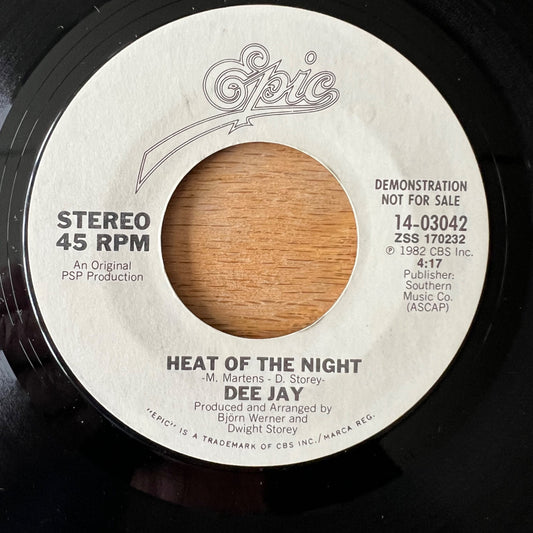 Epic
STEREO
45 RPM
An Original
PSP Production
DEMONSTRATION
NOT FOR SALE
14-03042
ZSS 170232
Ⓟ 1982 CBS Inc.
4:17
Publisher:
Southern
Music Co.
(ASCAP)
HEAT OF THE NIGHT
-M. Martens - D. Storey-
DEE JAY
Produced and Arranged by
Björn Werner and
Dwight Storey
"EPIC" IS A TRADEMARK OF CBS INC./MARCA REG.